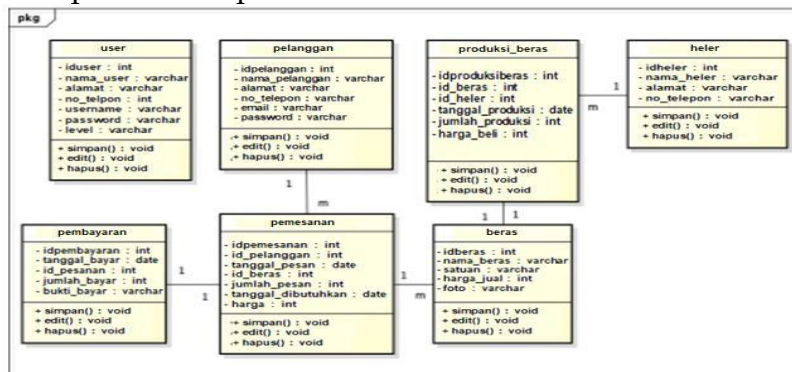 pkg
user
- iduser : int
- nama_user : varchar
- alamat : varchar
- no_telpon : int
- username : varchar
- password : varchar
- level : varchar
+ simpan() : void
+ edit() : void
+ hapus() : void
pelanggan
- idpelanggan : int
- nama_pelanggan : varchar
- alamat : varchar
- no_telepon : varchar
- email : varchar
- password : varchar
+ simpan() : void
+ edit() : void
+ hapus() : void
produksi_beras
- idproduksiberas : int
- id_beras : int
- id_heler : int
- tanggal_produksi : date
- jumlah_produksi : int
- harga_beli : int
+ simpan() : void
+ edit() : void
+ hapus() : void
1
m
heler
- idheler : int
- nama_heler : varchar
- alamat : varchar
- no_telepon : varchar
+ simpan() : void
+ edit() : void
+ hapus() : void
1
m
1 1
pembayaran
- idpembayaran : int
- tanggal_bayar : date
- id_pesanan : int
- jumlah_bayar : int
- bukti_bayar : varchar
+ simpan() : void
+ edit() : void
+ hapus() : void
1
1
pemesanan
- idpemesanan : int
- id_pelanggan : int
- tanggal_pesan : date
- id_beras : int
- jumlah_pesan : int
- tanggal_dibutuhkan : date
- harga : int
+ simpan() : void
+ edit() : void
+ hapus() : void
1
m
beras
- idberas : int
- nama_beras : varchar
- satuan : varchar
- harga_jual : int
- foto : varchar
+ simpan() : void
+ edit() : void
+ hapus() : void